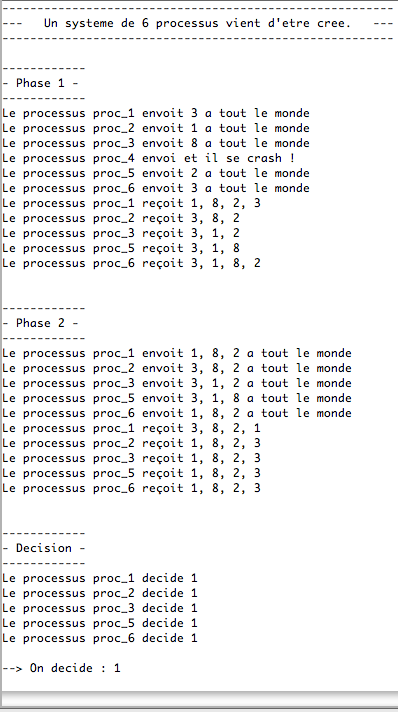 ---------------------------------------------------------
---   Un systeme de 6 processus vient d'etre cree.   ---
---------------------------------------------------------
------------
- Phase 1 -
------------
Le processus proc_1 envoit 3 a tout le monde
Le processus proc_2 envoit 1 a tout le monde
Le processus proc_3 envoit 8 a tout le monde
Le processus proc_4 envoi et il se crash !
Le processus proc_5 envoit 2 a tout le monde
Le processus proc_6 envoit 3 a tout le monde
Le processus proc_1 reçoit 1, 8, 2, 3
Le processus proc_2 reçoit 3, 8, 2
Le processus proc_3 reçoit 3, 1, 2
Le processus proc_5 reçoit 3, 1, 8
Le processus proc_6 reçoit 3, 1, 8, 2
------------
- Phase 2 -
------------
Le processus proc_1 envoit 1, 8, 2 a tout le monde
Le processus proc_2 envoit 3, 8, 2 a tout le monde
Le processus proc_3 envoit 3, 1, 2 a tout le monde
Le processus proc_5 envoit 3, 1, 8 a tout le monde
Le processus proc_6 envoit 1, 8, 2 a tout le monde
Le processus proc_1 reçoit 3, 8, 2, 1
Le processus proc_2 reçoit 1, 8, 2, 3
Le processus proc_3 reçoit 1, 8, 2, 3
Le processus proc_5 reçoit 1, 8, 2, 3
Le processus proc_6 reçoit 1, 8, 2, 3
------------
- Decision -
------------
Le processus proc_1 decide 1
Le processus proc_2 decide 1
Le processus proc_3 decide 1
Le processus proc_5 decide 1
Le processus proc_6 decide 1
--> On decide : 1